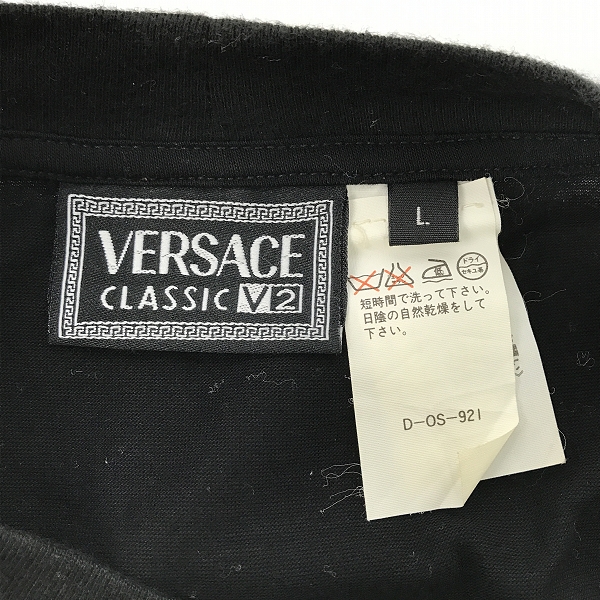 VERSACE
CLASSIC V2
L
低
ドライ
セキユ系
短時間で洗って下さい。
日陰の自然乾燥をして
下さい。
D-OS-921